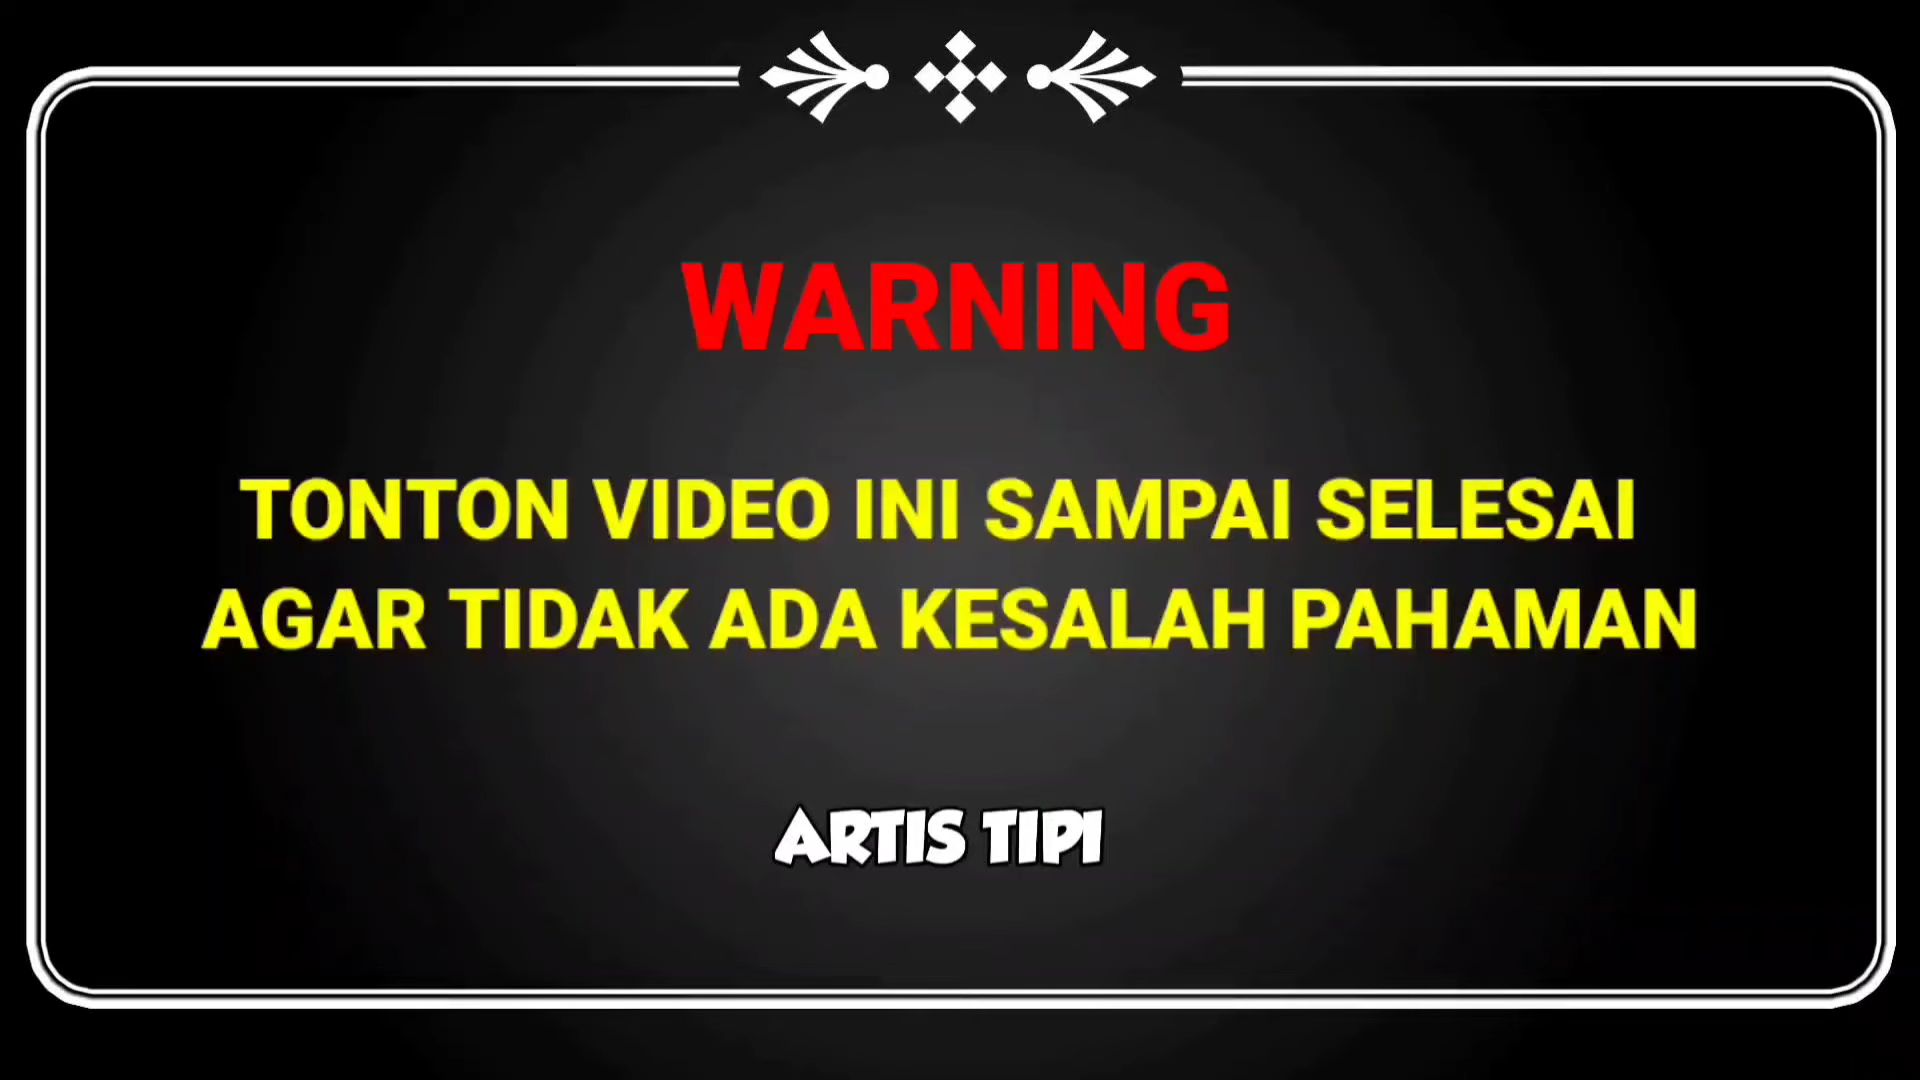 WARNING
TONTON VIDEO INI SAMPAI SELESAI
AGAR TIDAK ADA KESALAH PAHAMAN
ARTIS TIPI